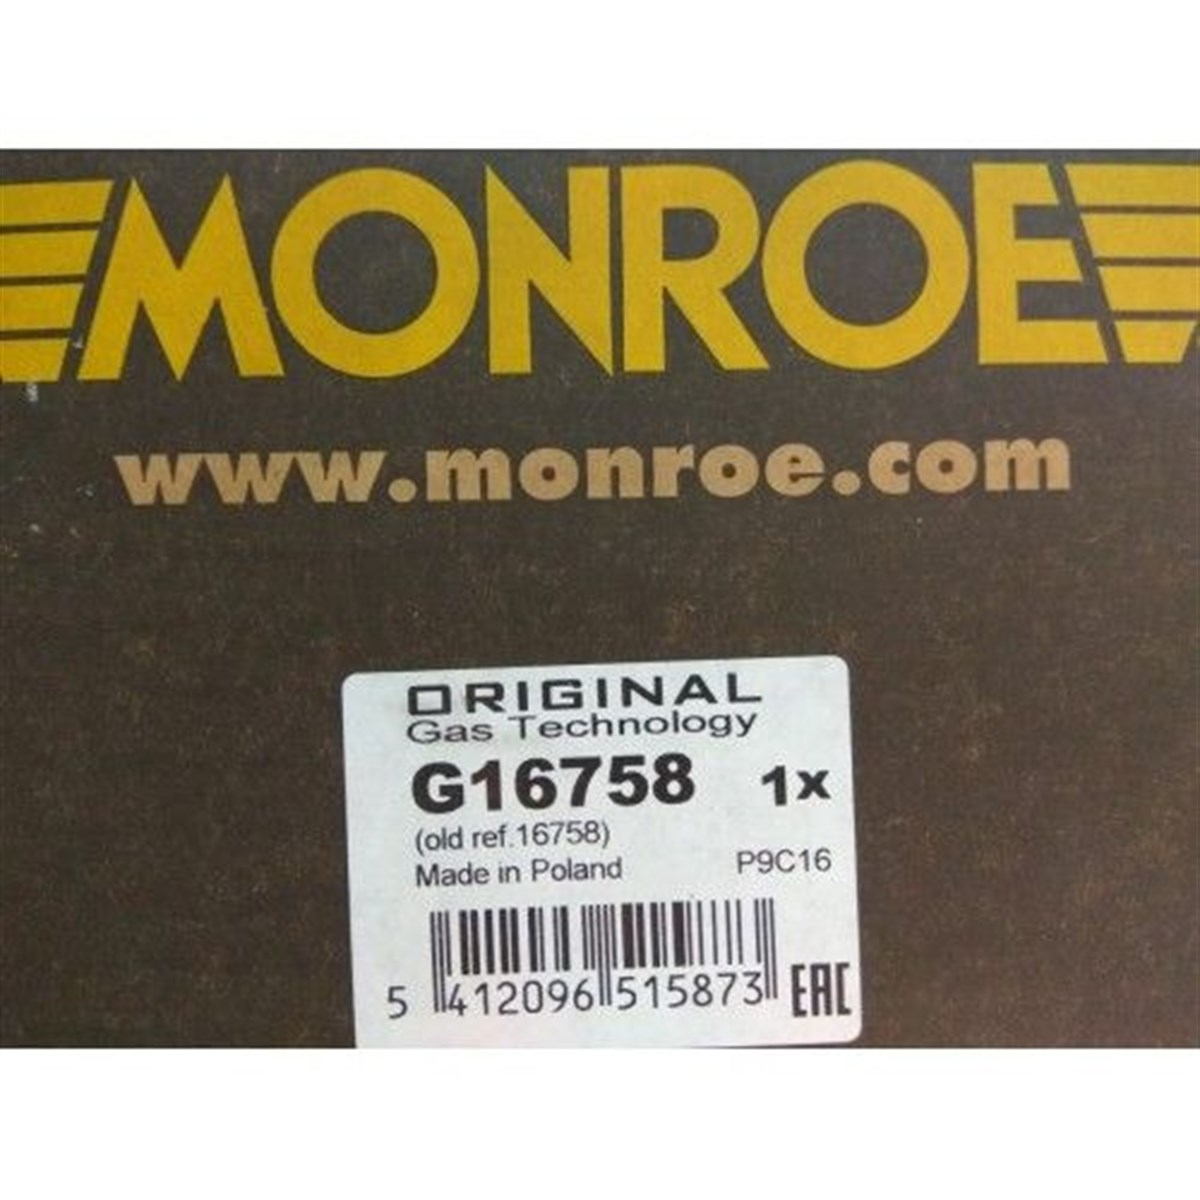 MONROE
www.monroe.com
ORIGINAL
Gas Technology
G16758 1x
(old ref.16758)
Made in Poland P9C16
5 412096 515873 EAC